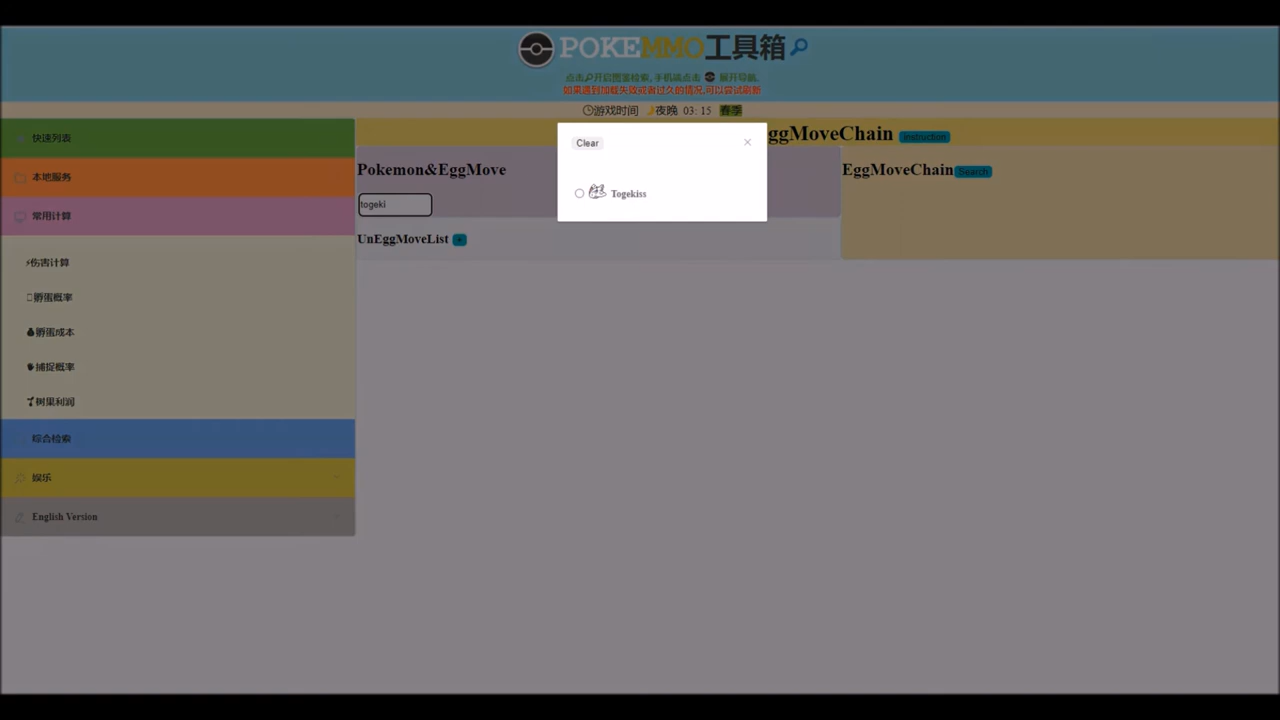 POKEMMO工具箱
点击🔎开启图鉴检索, 手机端点击 展开导航。
如果遇到加载失效或者过久的情况,可以尝试刷新
游戏时间 🌙夜晚 03: 15 春季
快速列表
本地服务
常用计算
⚡伤害计算
孵蛋概率
孵蛋成本
捕捉概率
树果利润
综合检索
娱乐
English Version
ggMoveChain Instruction
Pokemon&EggMove
togeki
UnEggMoveList
EggMoveChain Search
Clear
Togekiss